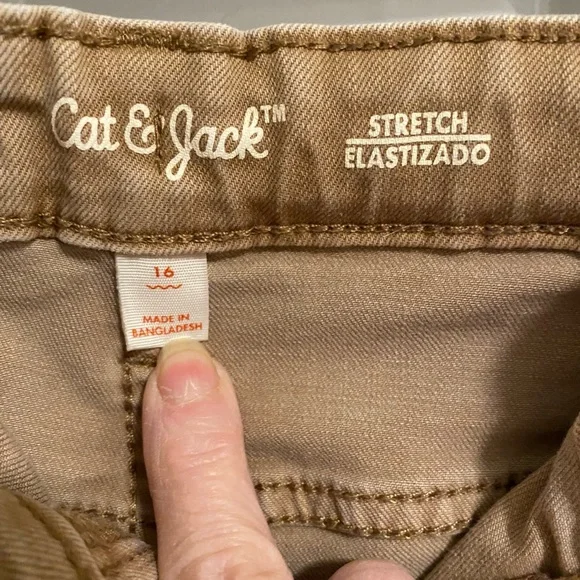 Cat & Jack™
STRETCH
ELASTIZADO
16
MADE IN
BANGLADESH